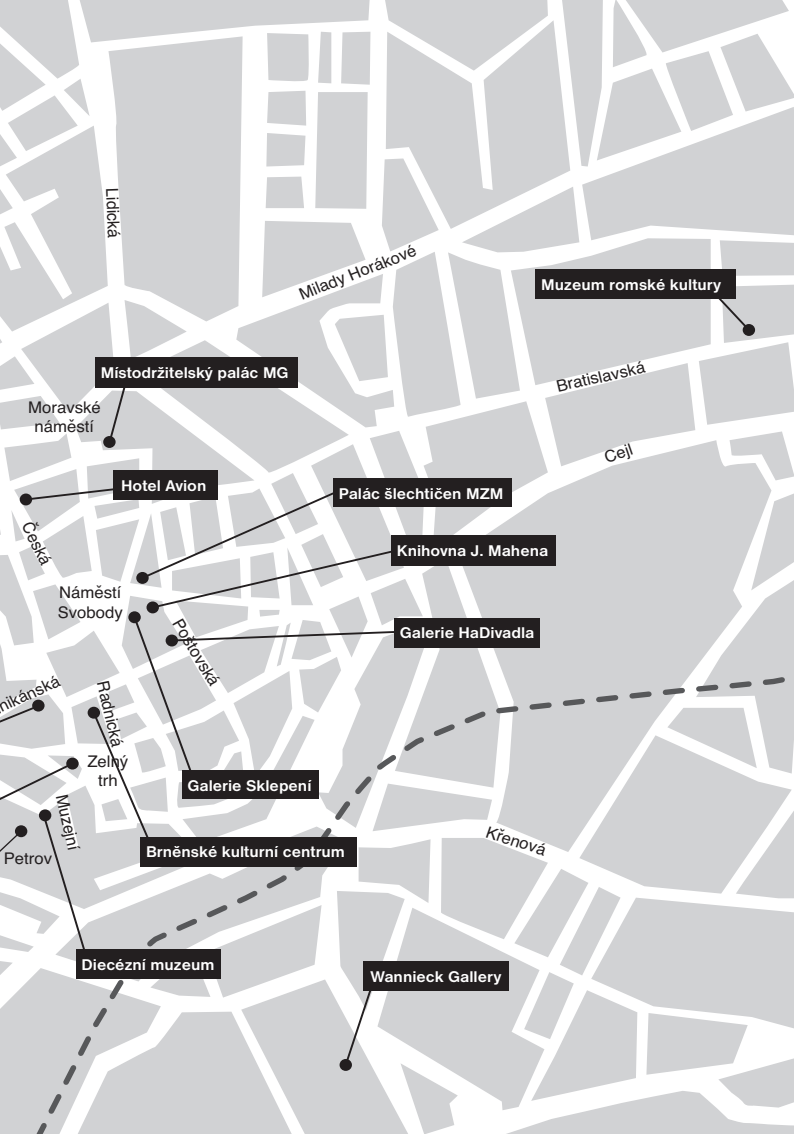 Lidická
Milady Horákové
Muzeum romské kultury
Místodržitelský palác MG
Bratislavská
Moravské
náměstí
Cejl
Hotel Avion
Palác šlechtičen MZM
Česká
Knihovna J. Mahena
Náměstí
Svobody
Galerie HaDivadla
Poštovská
nikánská
Radnická
Zelný
trh
Galerie Sklepení
Muzejní
Křenová
Petrov
Brněnské kulturní centrum
Diecézní muzeum
Wannieck Gallery